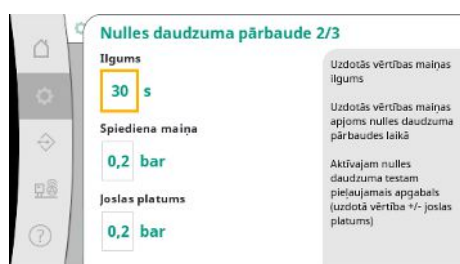 Nulles daudzuma pārbaude 2/3
Ilgums
30 s
Spiediena maiņa
0,2 bar
Joslas platums
0,2 bar
Uzdotās vērtības maiņas
ilgums
Uzdotās vērtības maiņas
apjoms nulles daudzuma
pārbaudes laikā
Aktīvajam nulles
daudzuma testam
pieļaujamais apgabals
(uzdotā vērtība +/- joslas
platums)